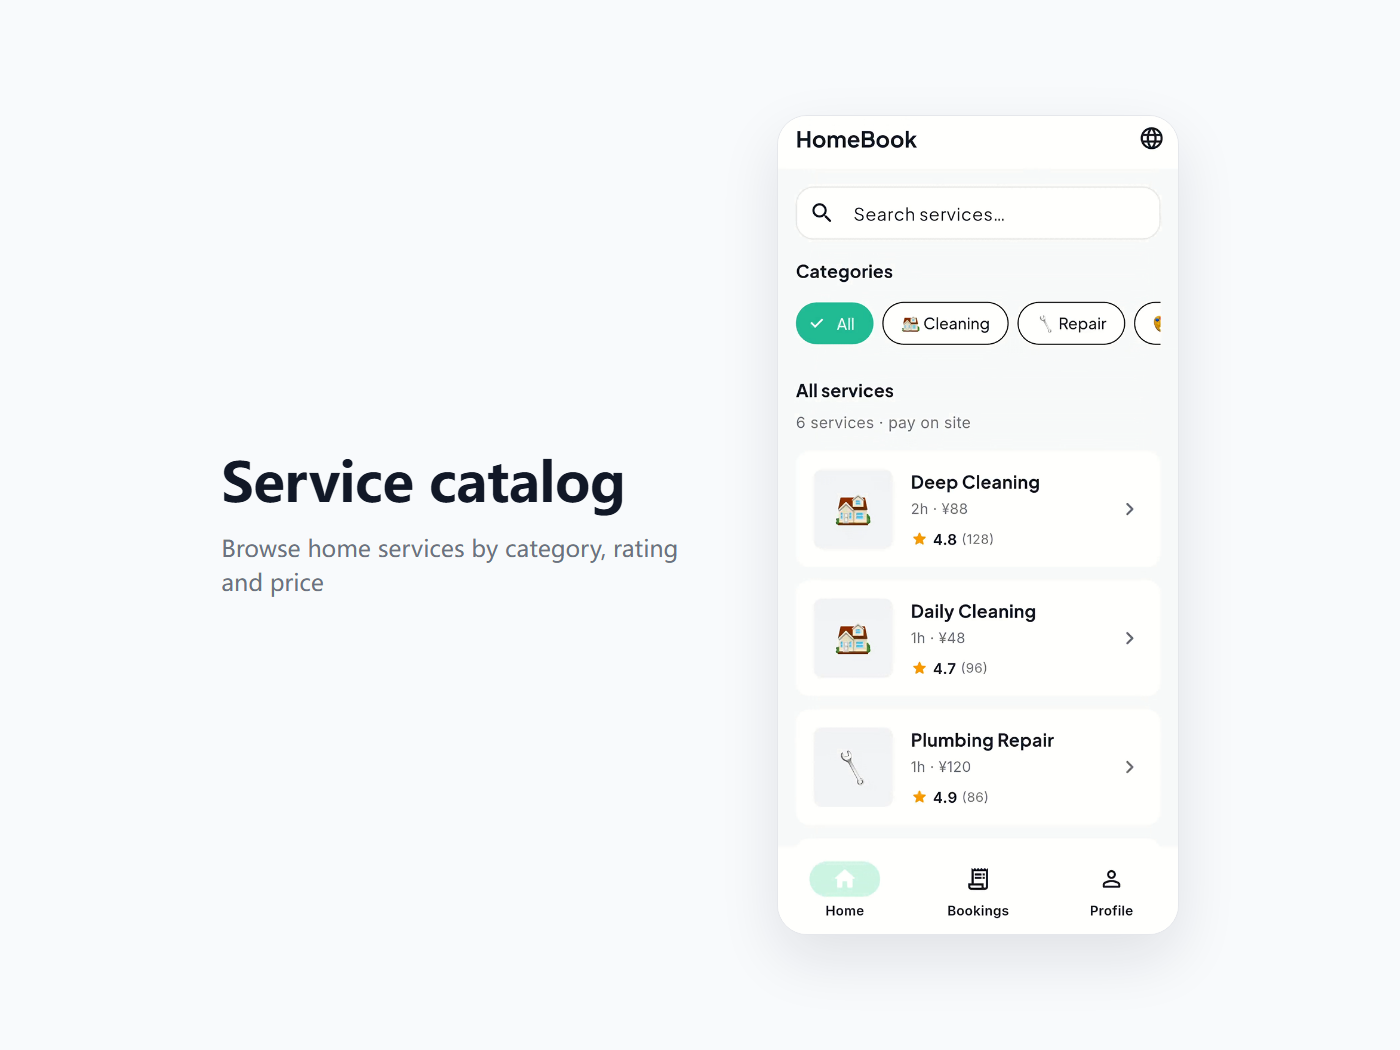 Service catalog
Browse home services by category, rating
and price
HomeBook
Search services...
Categories
All
Cleaning
Repair
All services
6 services · pay on site
Deep Cleaning
2h · ¥88
4.8 (128)
Daily Cleaning
1h · ¥48
4.7 (96)
Plumbing Repair
1h · ¥120
4.9 (86)
Home
Bookings
Profile